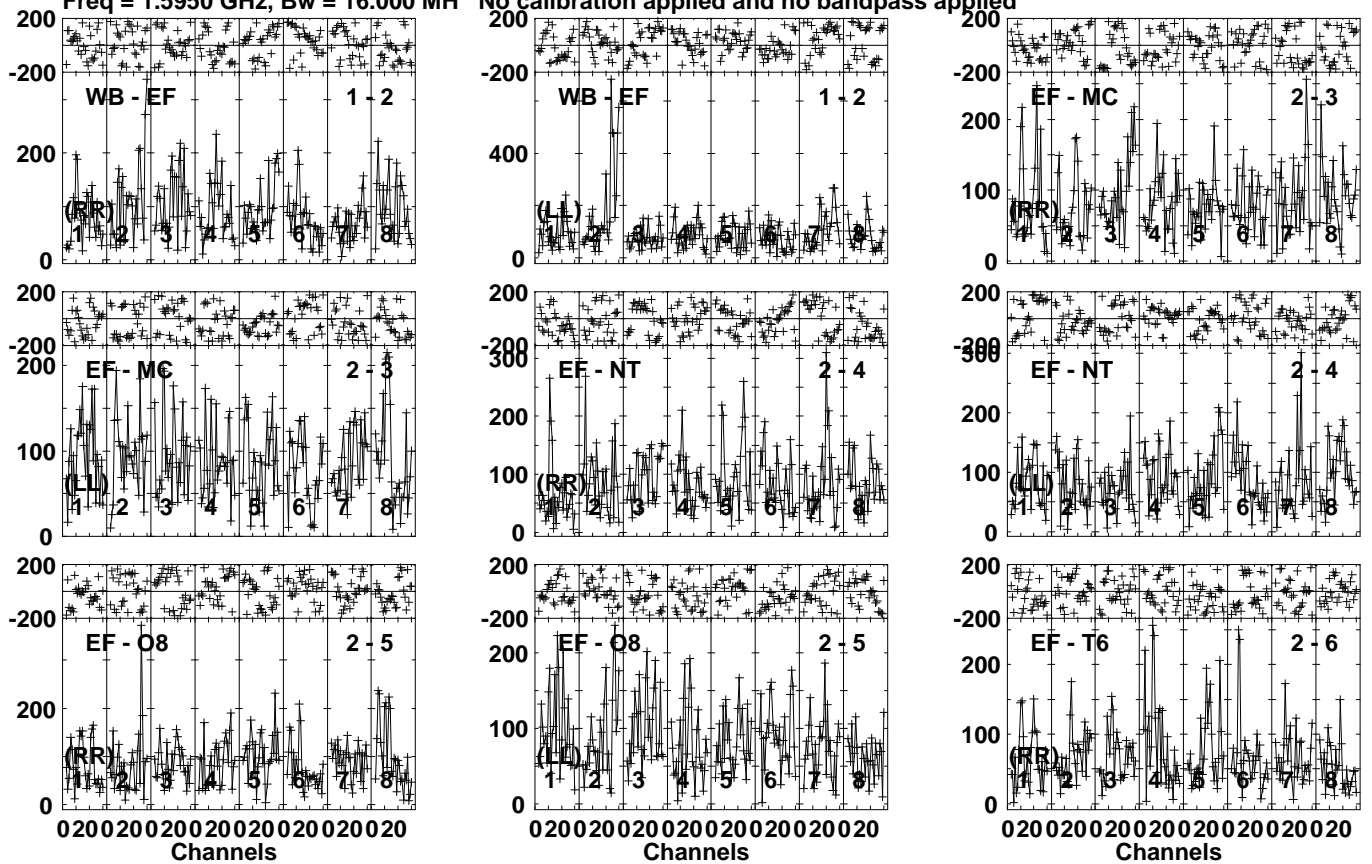 Freq = 1.5950 GHz, Bw = 16.000 MH No calibration applied and no bandpass applied
200 200 200
-200 -200 -200
WB - EF 1 - 2 WB - EF 1 - 2 EF - MC 2 - 3
200 400 200
100
(RR) (LL) (RR)
1 2 3 4 5 6 7 8 1 2 3 4 5 6 7 8 1 2 3 4 5 6 7 8
0 0 0
200 200 200
-200 -200 -200
300 300
EF - MC 2 - 3 EF - NT 2 - 4 EF - NT 2 - 4
200 200 200
100 100 100
(LL) (RR) (LL)
1 2 3 4 5 6 7 8 1 2 3 4 5 6 7 8 1 2 3 4 5 6 7 8
0 0 0
200 200 200
-200 -200 -200
EF - O8 2 - 5 EF - O8 2 - 5 EF - T6 2 - 6
200 200 200
100 100
(RR) (LL) (RR)
1 2 3 4 5 6 7 8 1 2 3 4 5 6 7 8 1 2 3 4 5 6 7 8
0 0 0
0 20 0 20 0 20 0 20 0 20 0 20 0 20 0 20 0 20 0 20 0 20 0 20 0 20 0 20 0 20 0 20 0 20 0 20 0 20 0 20 0 20 0 20 0 20 0 20
Channels Channels Channels